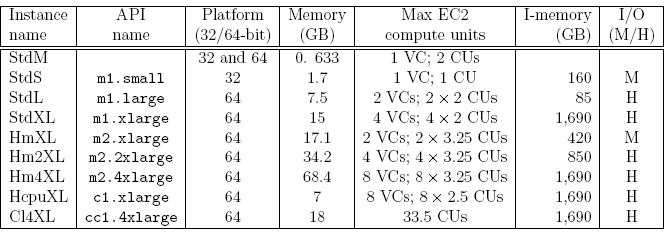 Instance API Platform Memory Max EC2 I-memory I/O
name name (32/64-bit) (GB) compute units (GB) (M/H)
StdM 32 and 64 0. 633 1 VC; 2 CUs
StdS m1.small 32 1.7 1 VC; 1 CU 160 M
StdL m1.large 64 7.5 2 VCs; 2 × 2 CUs 85 H
StdXL m1.xlarge 64 15 4 VCs; 4 × 2 CUs 1,690 H
HmXL m2.xlarge 64 17.1 2 VCs; 2 × 3.25 CUs 420 M
Hm2XL m2.2xlarge 64 34.2 4 VCs; 4 × 3.25 CUs 850 H
Hm4XL m2.4xlarge 64 68.4 8 VCs; 8 × 3.25 CUs 1,690 H
HcpuXL c1.xlarge 64 7 8 VCs; 8 × 2.5 CUs 1,690 H
Cl4XL cc1.4xlarge 64 18 33.5 CUs 1,690 H